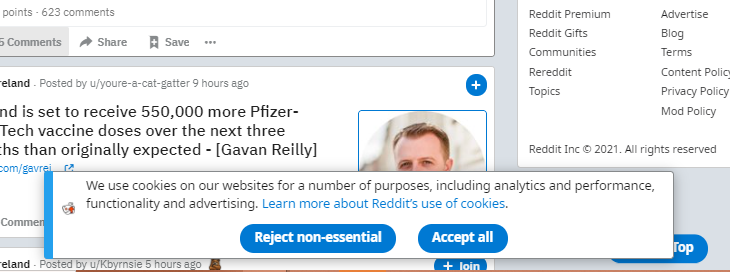 points · 623 comments
5 Comments Share Save ...
reland · Posted by u/youre-a-cat-gatter 9 hours ago
nd is set to receive 550,000 more Pfizer-
Tech vaccine doses over the next three
ths than originally expected - [Gavan Reilly]
com/gavrei...
Commen
reland · Posted by u/Kbyrnsie 5 hours ago
Join
We use cookies on our websites for a number of purposes, including analytics and performance,
functionality and advertising. Learn more about Reddit's use of cookies.
Reject non-essential Accept all
Reddit Premium
Reddit Gifts
Communities
Rereddit
Topics
Advertise
Blog
Terms
Content Policy
Privacy Policy
Mod Policy
Reddit Inc © 2021. All rights reserved
Top